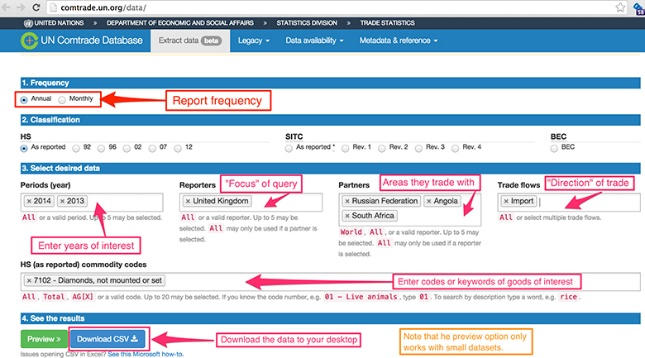 comtrade.un.org/data/
UNITED NATIONS DEPARTMENT OF ECONOMIC AND SOCIAL AFFAIRS STATISTICS DIVISION TRADE STATISTICS
UN Comtrade Database Extract data beta Legacy Data availability Metadata & reference
1. Frequency
Annual Monthly
Report frequency
2. Classification
HS SITC BEC
As reported 92 96 02 07 12 As reported * Rev. 1 Rev. 2 Rev. 3 Rev. 4 BEC
3. Select desired data
Periods (year) Reporters "Focus" of query Partners Areas they trade with Trade flows "Direction" of trade
× 2014 × 2013 × United Kingdom × Russian Federation × Angola × Import
× South Africa
All or a valid period. Up to 5 may be selected.
All or a valid reporter. Up to 5 may be selected. All may only be used if a partner is selected.
World, All, or a valid reporter. Up to 5 may be selected. All may only be used if a reporter is selected.
All or select multiple trade flows.
Enter years of interest
HS (as reported) commodity codes
× 7102 - Diamonds, not mounted or set
Enter codes or keywords of goods of interest
All, Total, AG[X] or a valid code. Up to 20 may be selected. If you know the code number, e.g. 01 – Live animals, type 01. To search by description type a word, e.g. rice.
4. See the results
Preview Download CSV
Download the data to your desktop
Note that he preview option only
works with small datasets.
Issues opening CSV in Excel? See this Microsoft how-to.